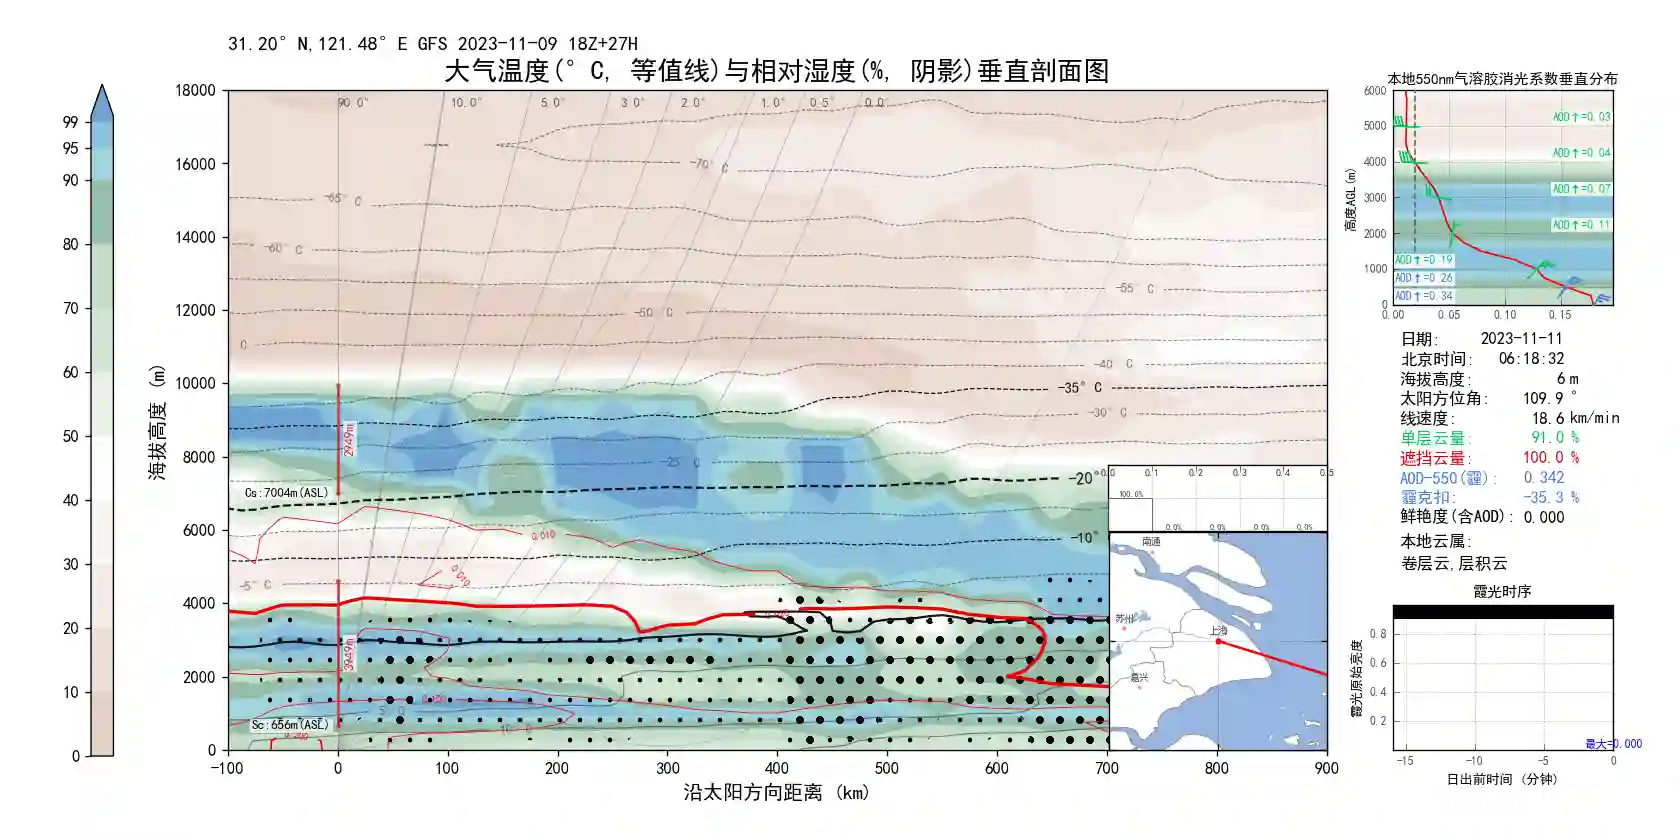 31.20°N,121.48°E GFS 2023-11-09 18Z+27H
大气温度(°C, 等值线)与相对湿度(%, 阴影)垂直剖面图
99
95
90
80
70
60
50
40
30
20
10
0
海拔高度 (m)
18000
16000
14000
12000
10000
8000
6000
4000
2000
0
90.0° 10.0° 5.0° 3.0° 2.0° 1.0° 0.5° 0.0°
-70°C
-65°C
-60°C
-55°C
-50°C
C
-40°C
-35°C
-30°C
-25°C
-20°
-10°
-5°C
5°C
10°C
0.010
0.010
0.100
0.200
2949m
Cs:7004m(ASL)
3949m
Sc:656m(ASL)
-100 0 100 200 300 400 500 600 700 800 900
沿太阳方向距离 (km)
0.0 0.1 0.2 0.3 0.4 0.5
100.0%
0.0% 0.0% 0.0% 0.0%
南通
苏州
上海
嘉兴
本地550nm气溶胶消光系数垂直分布
高度AGL(m)
6000
5000
4000
3000
2000
1000
0
AOD↑=0.03
AOD↑=0.04
AOD↑=0.07
AOD↑=0.11
AOD↑=0.19
AOD↑=0.26
AOD↑=0.34
0.00 0.05 0.10 0.15
日期: 2023-11-11
北京时间: 06:18:32
海拔高度: 6 m
太阳方位角: 109.9 °
线速度: 18.6 km/min
单层云量: 91.0 %
遮挡云量: 100.0 %
AOD-550(霾): 0.342
霾克扣: -35.3 %
鲜艳度(含AOD): 0.000
本地云属:
卷层云,层积云
霞光时序
霞光原始亮度
0.8
0.6
0.4
0.2
最大=0.000
-15 -10 -5 0
日出前时间 (分钟)